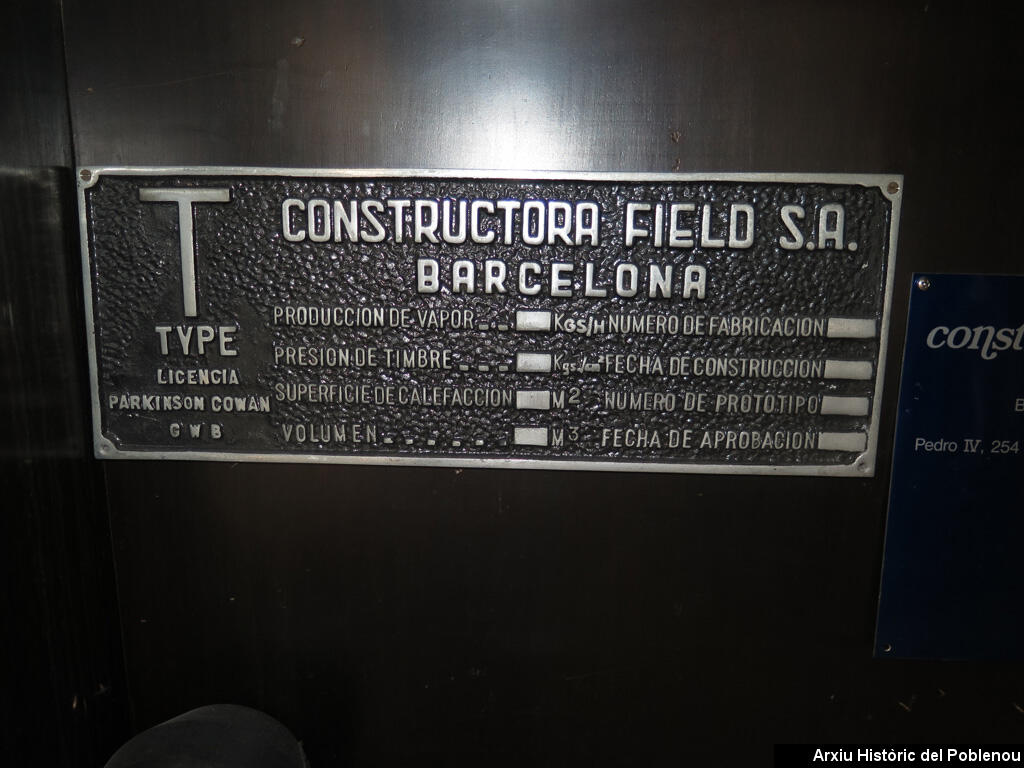 T
TYPE
LICENCIA
PARKINSON COWAN
G W B
CONSTRUCTORA FIELD S.A.
BARCELONA
PRODUCCION DE VAPOR _ _ KGS/H NUMERO DE FABRICACION
PRESION DE TIMBRE _ _ _ Kgs/cm² FECHA DE CONSTRUCCION
SUPERFICIE DE CALEFACCION M2 NUMERO DE PROTOTIPO
VOLUMEN _ _ _ _ _ _ M3 FECHA DE APROBACION
const
B
Pedro IV, 254
Arxiu Històric del Poblenou